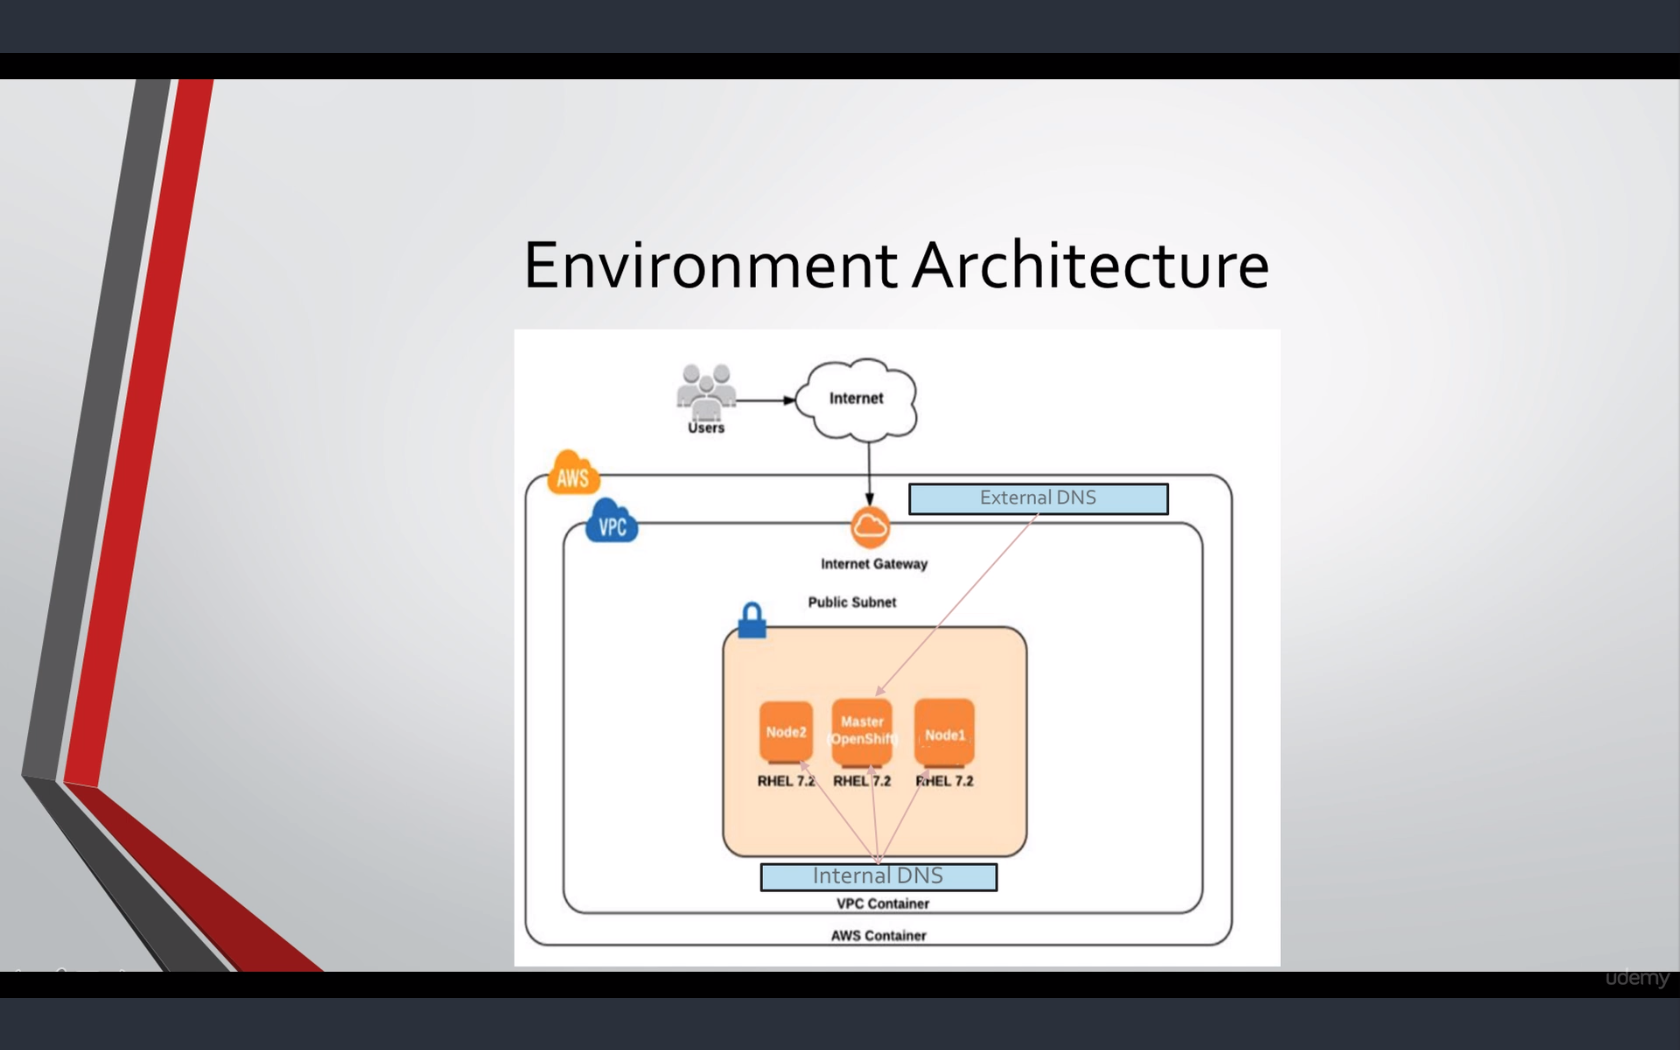 Environment Architecture
Internet
Users
AWS
External DNS
VPC
Internet Gateway
Public Subnet
Node2
Master
(OpenShift)
Node1
RHEL 7.2
RHEL 7.2
RHEL 7.2
Internal DNS
VPC Container
AWS Container
udemy